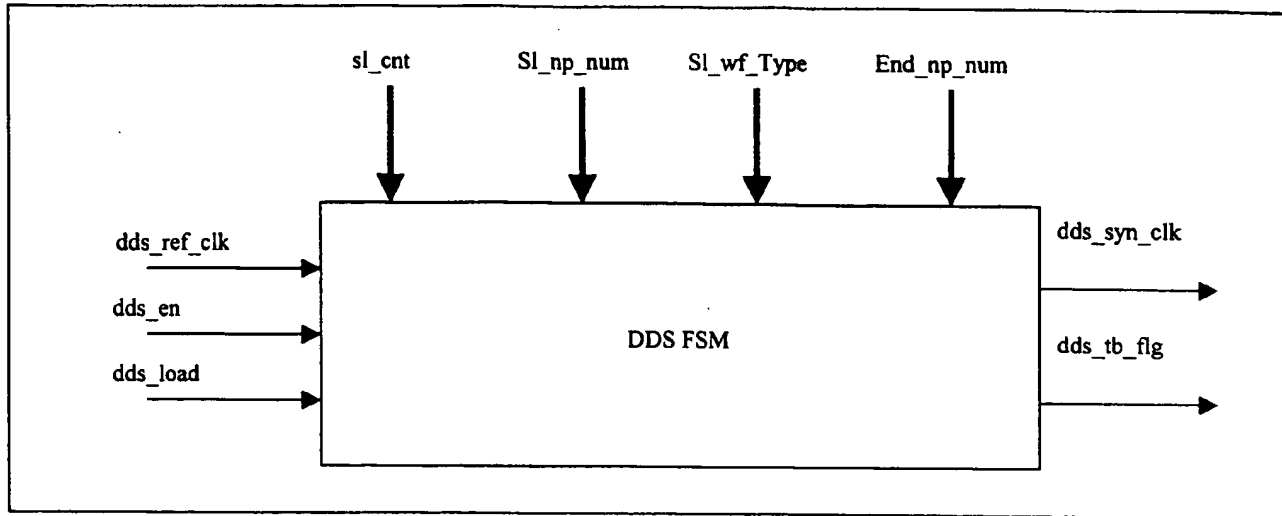 sl_cnt Sl_np_num Sl_wf_Type End_np_num
dds_ref_clk
dds_en
dds_load
DDS FSM
dds_syn_clk
dds_tb_flg